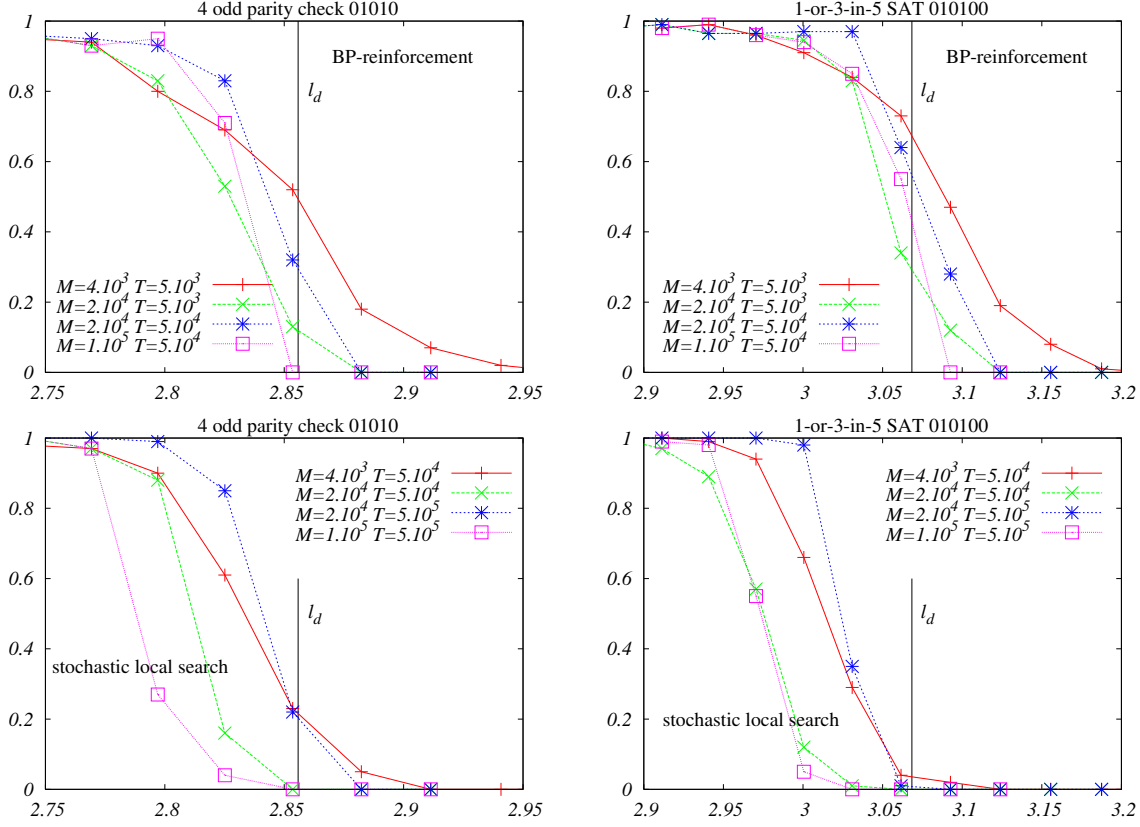 4 odd parity check 01010
1
0.8
0.6
0.4
0.2
0
BP-reinforcement
l_d
M=4.10^3 T=5.10^3
M=2.10^4 T=5.10^3
M=2.10^4 T=5.10^4
M=1.10^5 T=5.10^4
2.75 2.8 2.85 2.9 2.95
1-or-3-in-5 SAT 010100
1
0.8
0.6
0.4
0.2
0
BP-reinforcement
l_d
M=4.10^3 T=5.10^3
M=2.10^4 T=5.10^3
M=2.10^4 T=5.10^4
M=1.10^5 T=5.10^4
2.9 2.95 3 3.05 3.1 3.15 3.2
4 odd parity check 01010
1
0.8
0.6
0.4
0.2
0
M=4.10^3 T=5.10^4
M=2.10^4 T=5.10^4
M=2.10^4 T=5.10^5
M=1.10^5 T=5.10^5
l_d
stochastic local search
2.75 2.8 2.85 2.9 2.95
1-or-3-in-5 SAT 010100
1
0.8
0.6
0.4
0.2
0
M=4.10^3 T=5.10^4
M=2.10^4 T=5.10^4
M=2.10^4 T=5.10^5
M=1.10^5 T=5.10^5
l_d
stochastic local search
2.9 2.95 3 3.05 3.1 3.15 3.2